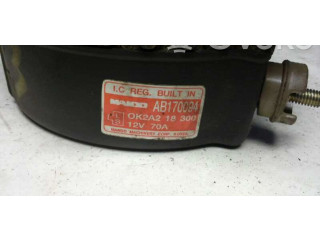 I.C REG. BUILT IN
MANDO AB170094
OK2A2 18 300
12V 70A